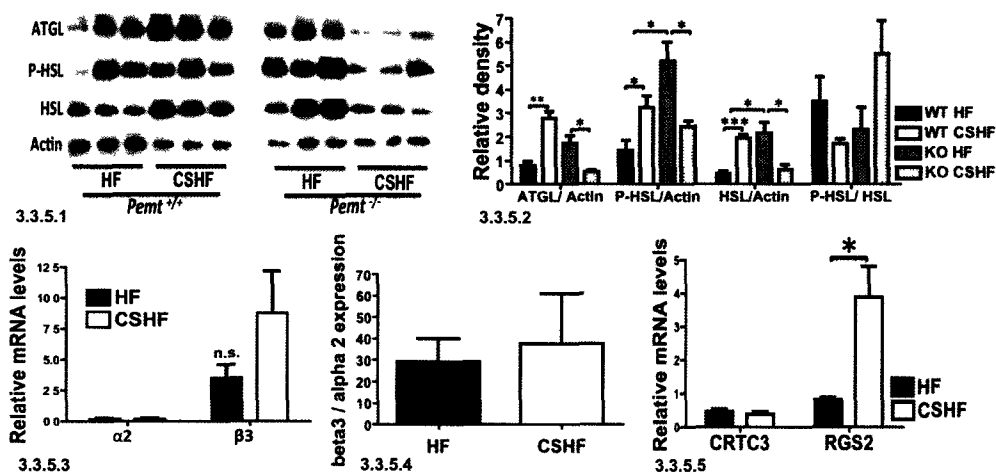 ATGL
P-HSL
HSL
Actin
HF CSHF HF CSHF
Pemt +/+ Pemt -/-
3.3.5.1
Relative density
7
6
5
4
3
2
1
0
** * * * * *** * *
WT HF
WT CSHF
KO HF
KO CSHF
ATGL/ Actin P-HSL/Actin HSL/Actin P-HSL/ HSL
3.3.5.2
Relative mRNA levels
12.5
10.0
7.5
5.0
2.5
0.0
HF
CSHF
n.s.
α2 β3
3.3.5.3
beta3 / alpha 2 expression
70
60
50
40
30
20
10
0
HF CSHF
3.3.5.4
Relative mRNA levels
5
4
3
2
1
0
*
HF
CSHF
CRTC3 RGS2
3.3.5.5